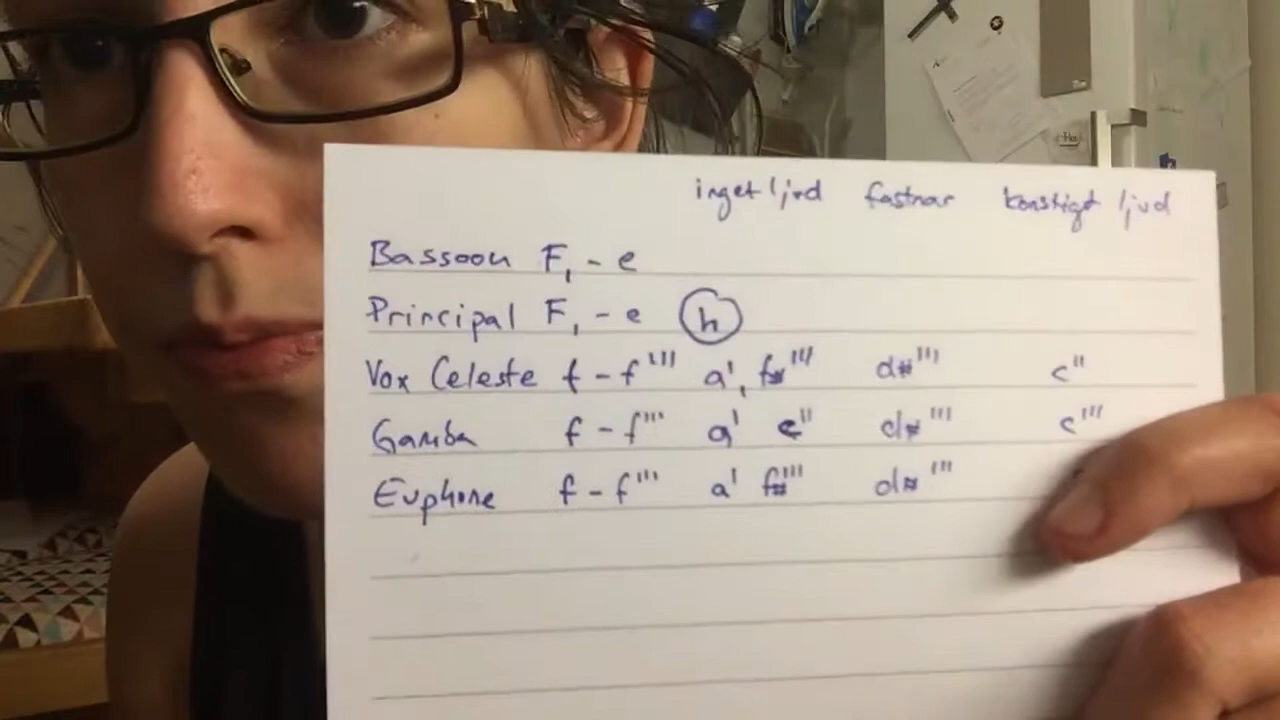 inget ljud fastnar konstigt ljud
Bassoon F, - e
Principal F, - e h
Vox Celeste f - f''' a', f#''' d#''' c''
Gamba f - f''' a' e'' d#''' c'''
Euphone f - f''' a' f#''' d#'''